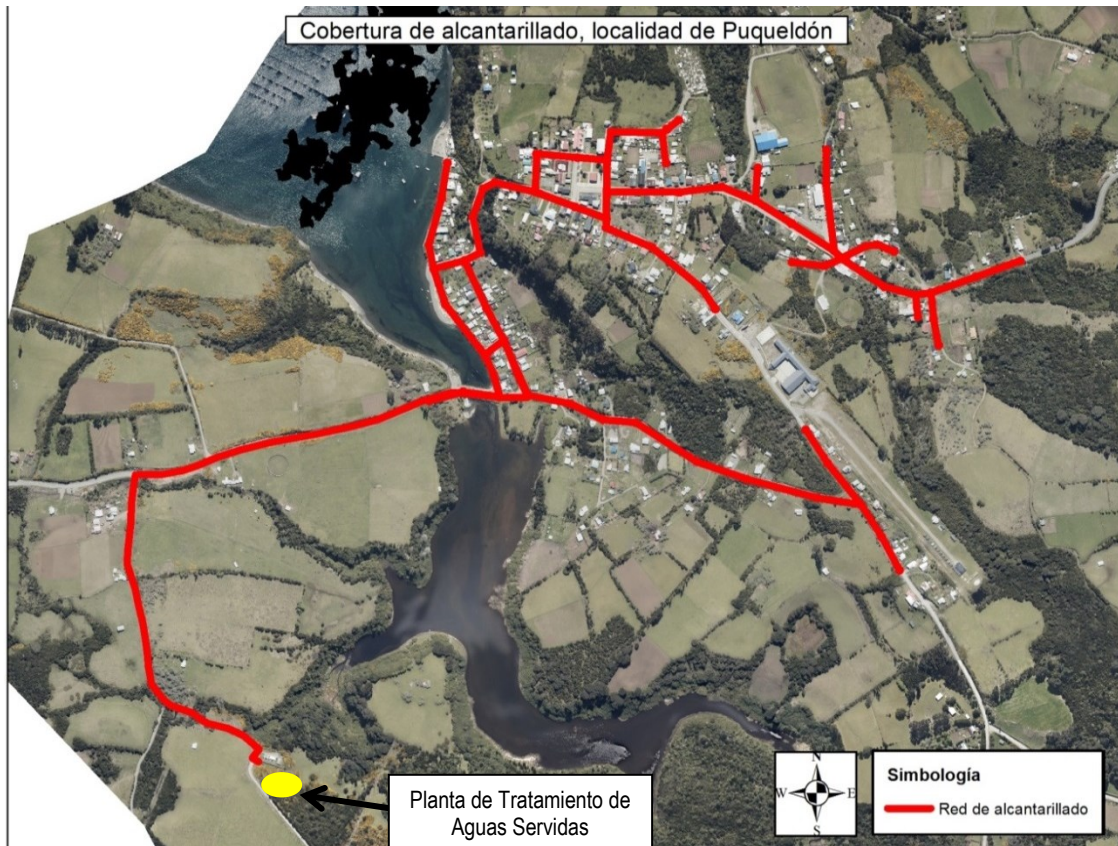 Cobertura de alcantarillado, localidad de Puqueldón
N
W E
S
Simbología
Red de alcantarillado
Planta de Tratamiento de
Aguas Servidas